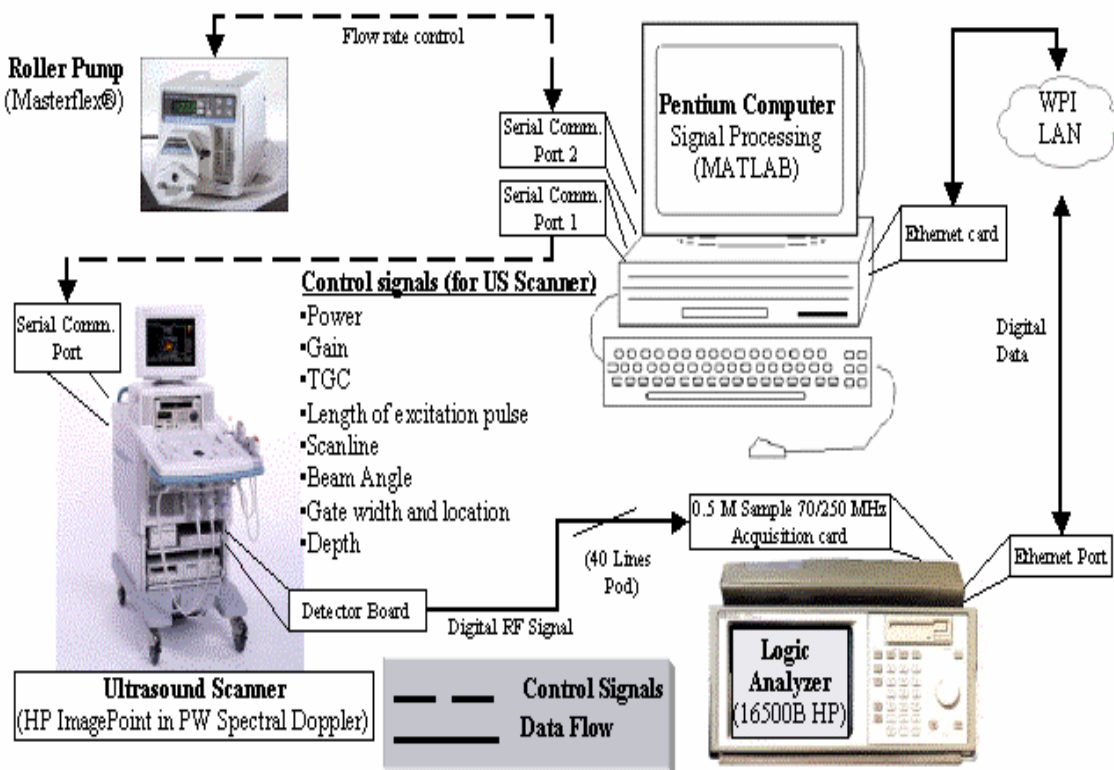 Flow rate control
Roller Pump
(Masterflex®)
Serial Comm.
Port 2
Serial Comm.
Port 1
Pentium Computer
Signal Processing
(MATLAB)
WPI
LAN
Ethernet card
Digital
Data
Serial Comm.
Port
Control signals (for US Scanner)
▪Power
▪Gain
▪TGC
▪Length of excitation pulse
▪Scanline
▪Beam Angle
▪Gate width and location
▪Depth
Detector Board
Digital RF Signal
(40 Lines
Pod)
0.5 M Sample 70/250 MHz
Acquisition card
Ethernet Port
Logic
Analyzer
(16500B HP)
Ultrasound Scanner
(HP ImagePoint in PW Spectral Doppler)
Control Signals
Data Flow